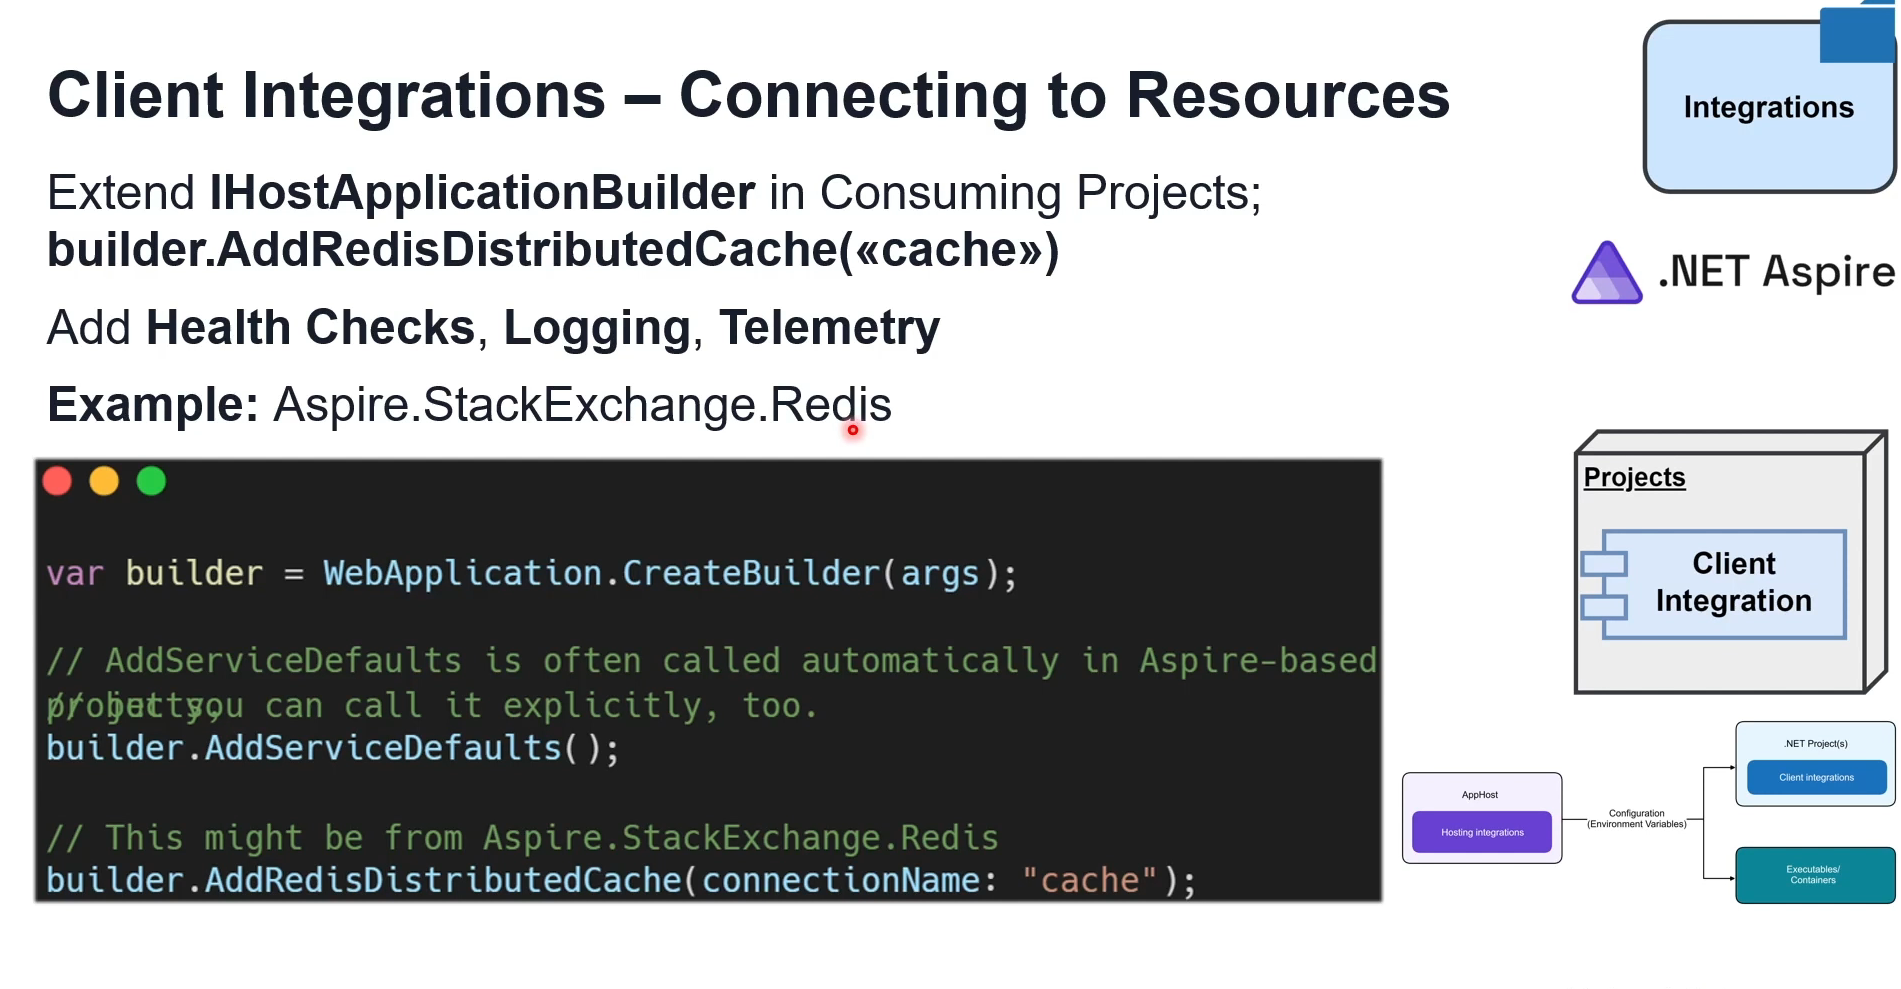 Client Integrations – Connecting to Resources
Extend IHostApplicationBuilder in Consuming Projects;
builder.AddRedisDistributedCache(«cache»)
Add Health Checks, Logging, Telemetry
Example: Aspire.StackExchange.Redis
var builder = WebApplication.CreateBuilder(args);
// AddServiceDefaults is often called automatically in Aspire-based
projects,
// but you can call it explicitly, too.
builder.AddServiceDefaults();
// This might be from Aspire.StackExchange.Redis
builder.AddRedisDistributedCache(connectionName: "cache");
Integrations
.NET Aspire
Projects
Client
Integration
AppHost
Hosting integrations
Configuration
(Environment Variables)
.NET Project(s)
Client integrations
Executables/
Containers